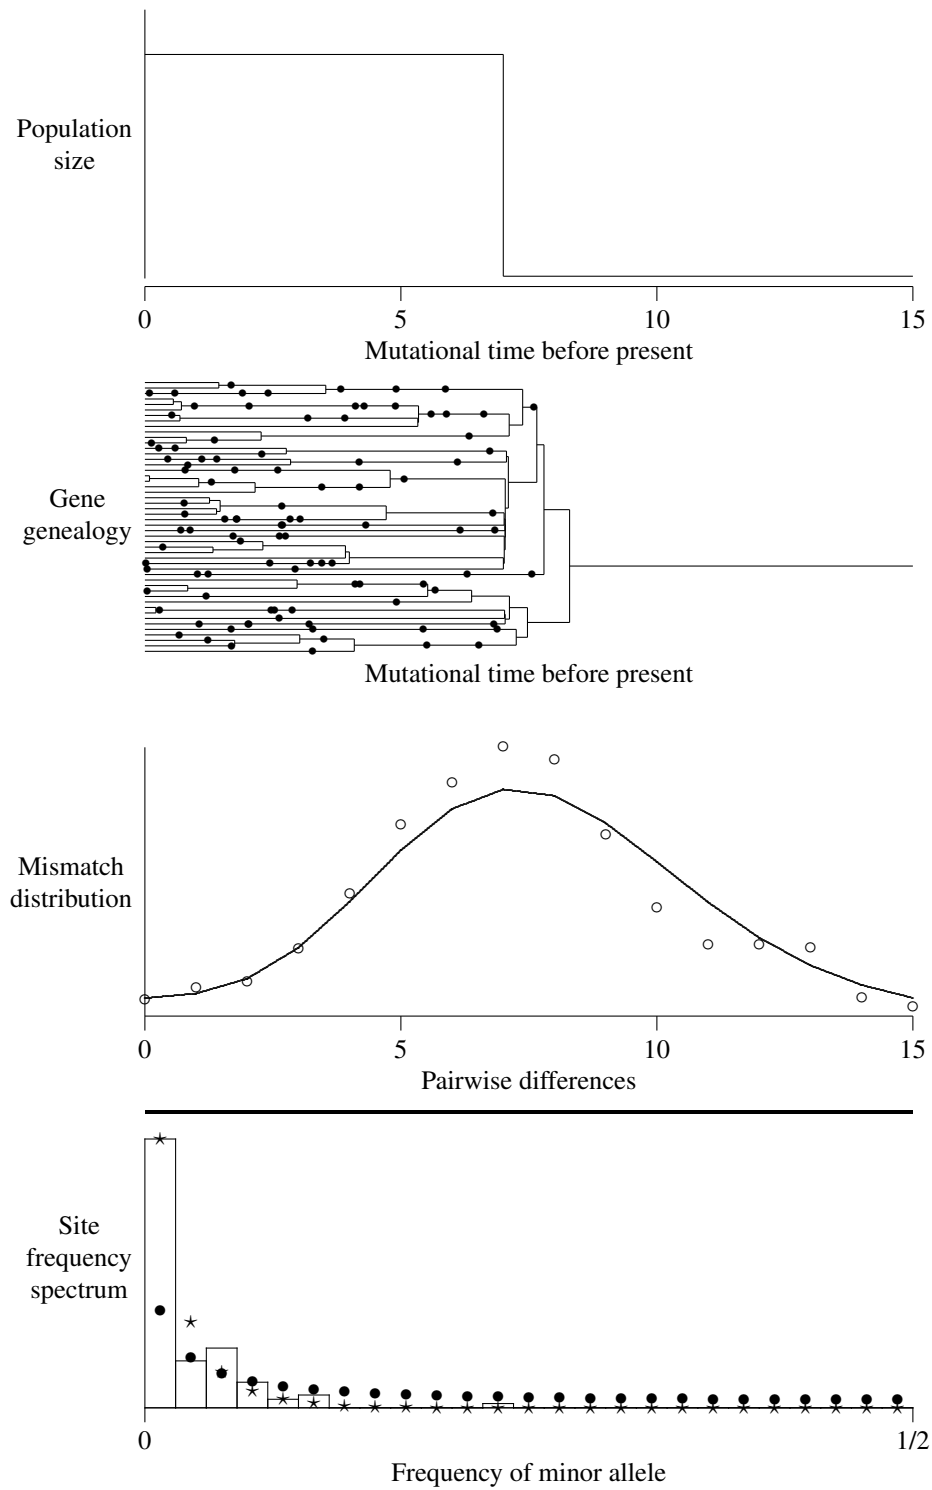 Population
size
0 5 10 15
Mutational time before present
Gene
genealogy
Mutational time before present
Mismatch
distribution
0 5 10 15
Pairwise differences
Site
frequency
spectrum
0 1/2
Frequency of minor allele